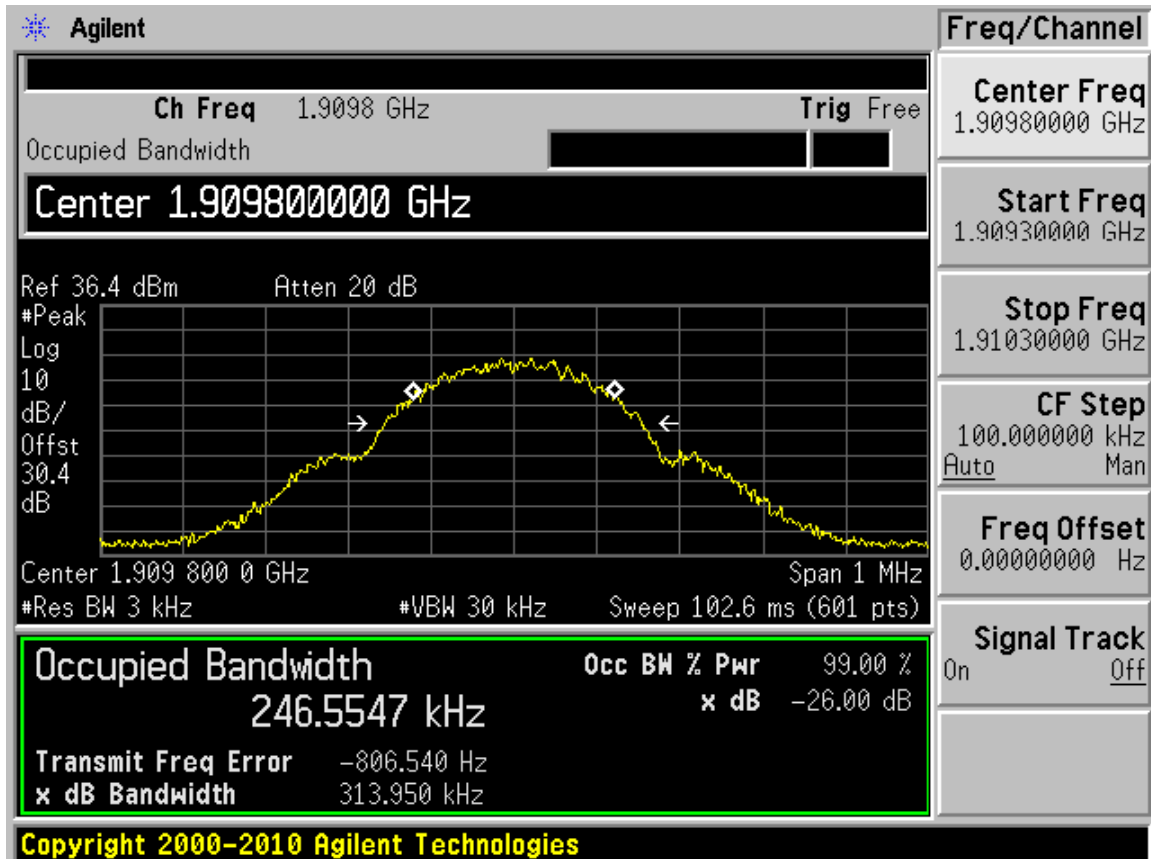 Agilent
Freq/Channel
Ch Freq 1.9098 GHz Trig Free
Occupied Bandwidth
Center 1.909800000 GHz
Ref 36.4 dBm Atten 20 dB
#Peak
Log
10
dB/
Offst
30.4
dB
Center 1.909 800 0 GHz Span 1 MHz
#Res BW 3 kHz #VBW 30 kHz Sweep 102.6 ms (601 pts)
Occupied Bandwidth
246.5547 kHz
Occ BW % Pwr 99.00 %
x dB -26.00 dB
Transmit Freq Error -806.540 Hz
x dB Bandwidth 313.950 kHz
Copyright 2000-2010 Agilent Technologies
Center Freq
1.90980000 GHz
Start Freq
1.90930000 GHz
Stop Freq
1.91030000 GHz
CF Step
100.000000 kHz
Auto Man
Freq Offset
0.00000000 Hz
Signal Track
On Off